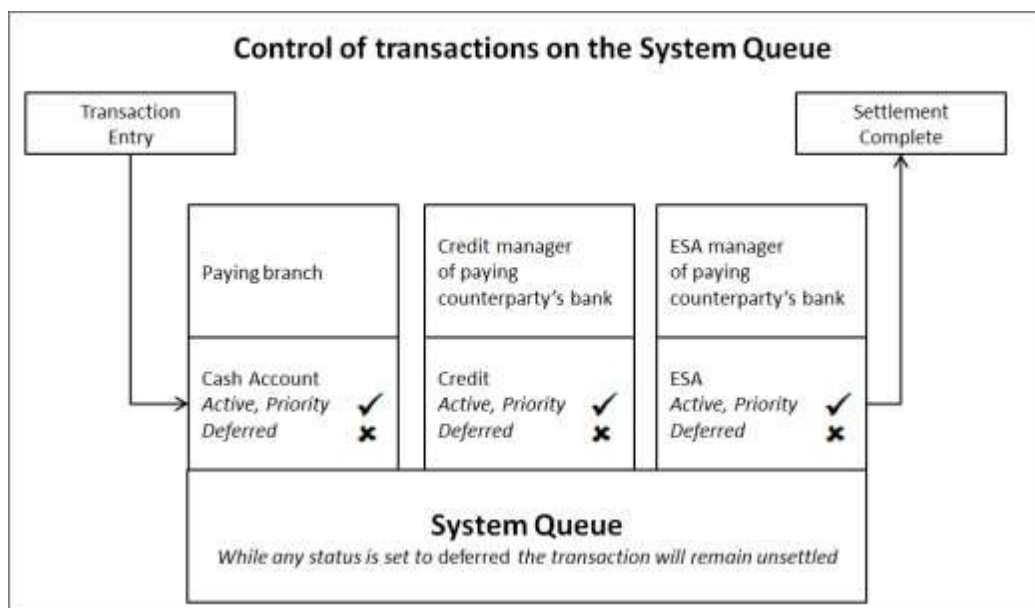 Control of transactions on the System Queue
Transaction
Entry
Settlement
Complete
Paying branch
Credit manager
of paying
counterparty's bank
ESA manager
of paying
counterparty's bank
Cash Account
Active, Priority ✓
Deferred ✖
Credit
Active, Priority ✓
Deferred ✖
ESA
Active, Priority ✓
Deferred ✖
System Queue
While any status is set to deferred the transaction will remain unsettled